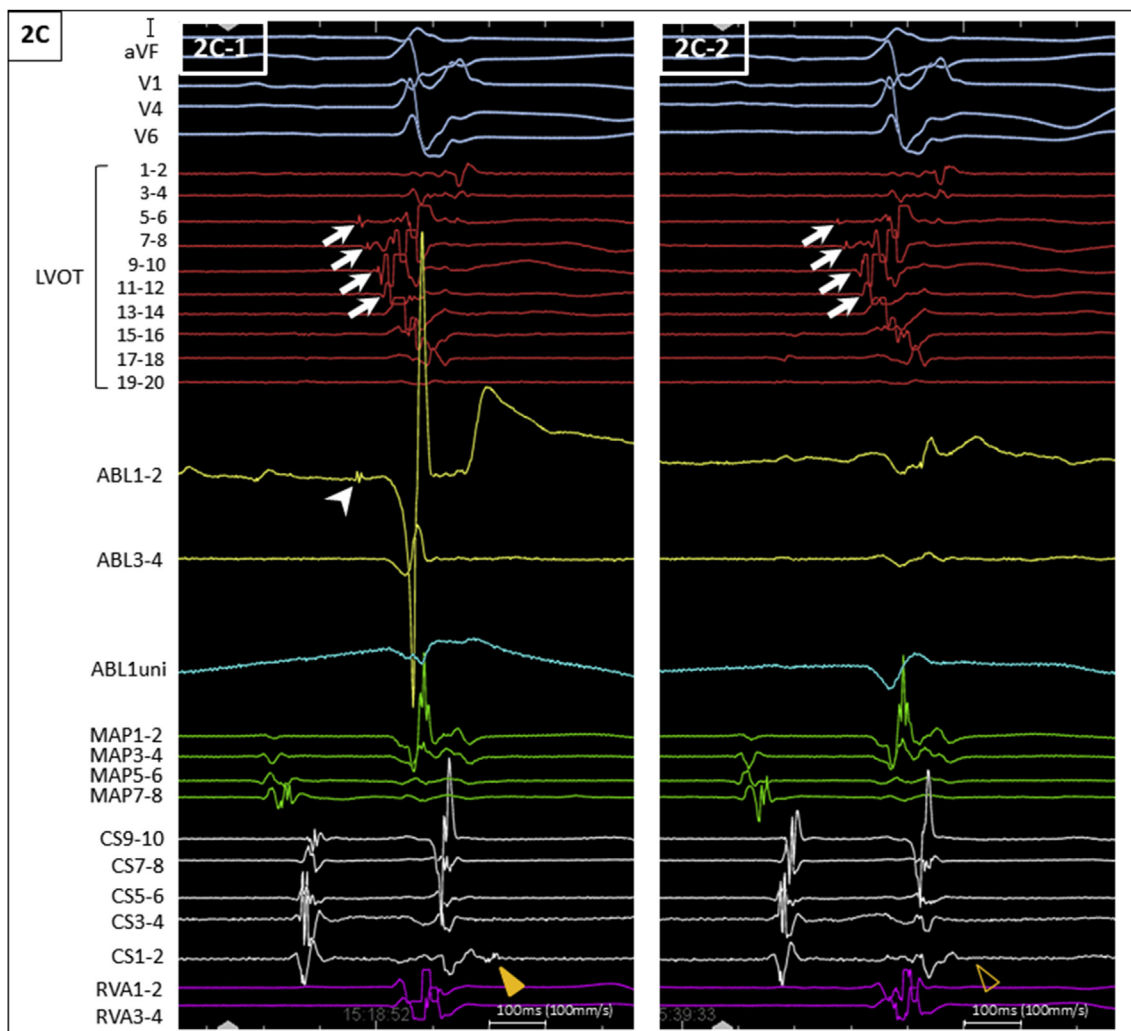 2C
2C-1
2C-2
I
aVF
V1
V4
V6
LVOT
1-2
3-4
5-6
7-8
9-10
11-12
13-14
15-16
17-18
19-20
ABL1-2
ABL3-4
ABL1uni
MAP1-2
MAP3-4
MAP5-6
MAP7-8
CS9-10
CS7-8
CS5-6
CS3-4
CS1-2
RVA1-2
RVA3-4
15:18:52
100ms (100mm/s)
5:39:33
100ms (100mm/s)